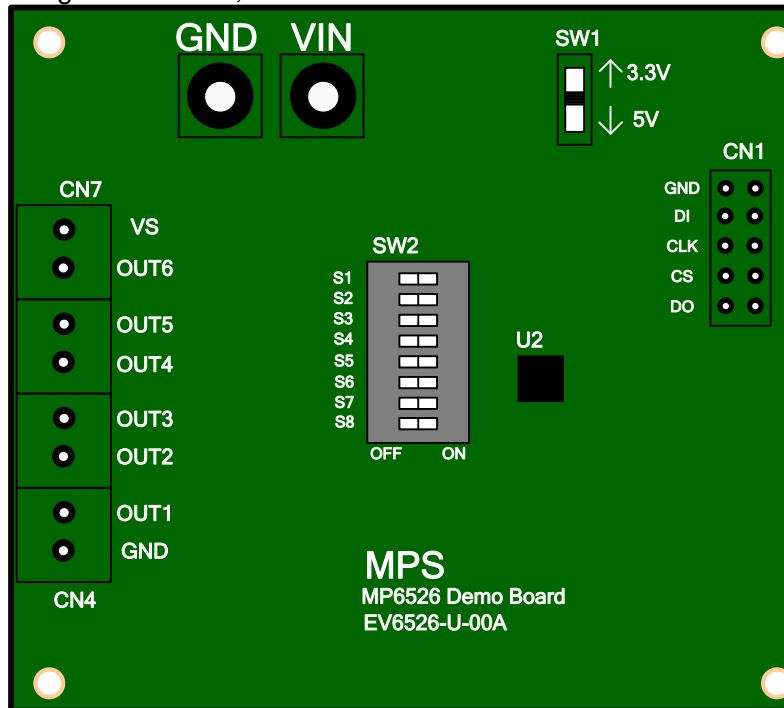 GND VIN
SW1
3.3V
5V
CN1
GND
DI
CLK
CS
DO
CN7
VS
OUT6
OUT5
OUT4
OUT3
OUT2
OUT1
GND
CN4
SW2
S1
S2
S3
S4
S5
S6
S7
S8
OFF ON
U2
MPS
MP6526 Demo Board
EV6526-U-00A